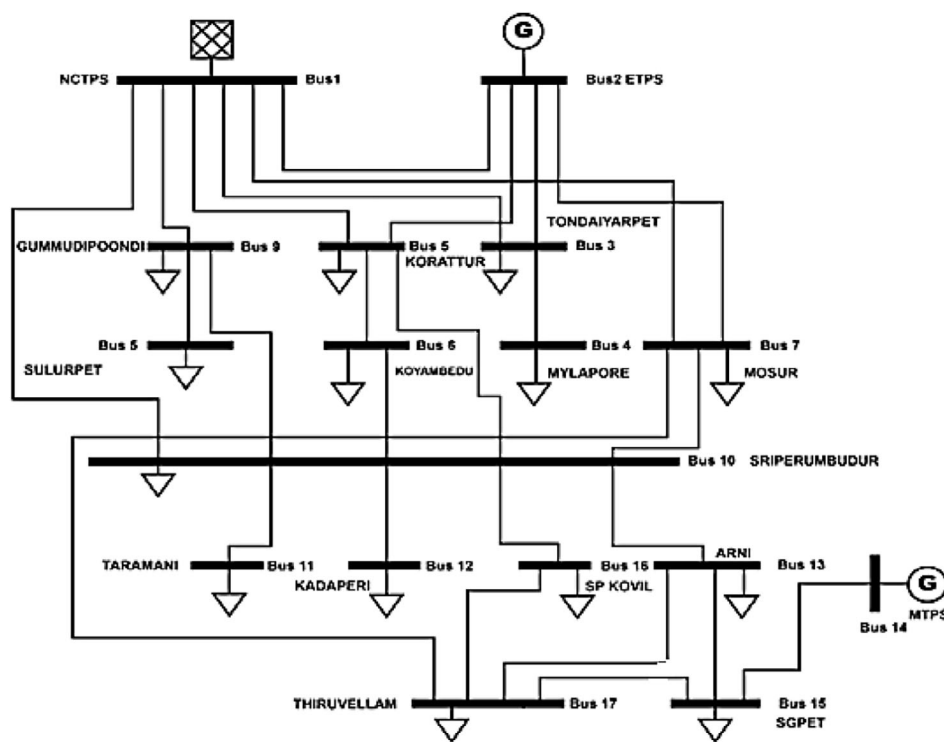 G
NCTPS Bus1 Bus2 ETPS
TONDAIYARPET
GUMMUDIPOONDI Bus 9 Bus 5 Bus 3
KORATTUR
Bus 5 Bus 6 Bus 4 Bus 7
SULURPET KOYAMBEDU MYLAPORE MOSUR
Bus 10 SRIPERUMBUDUR
ARNI
TARAMANI Bus 11 Bus 12 Bus 16 Bus 13
KADAPERI SP KOVIL
G
MTPS
Bus 14
THIRUVELLAM Bus 17 Bus 15
SGPET